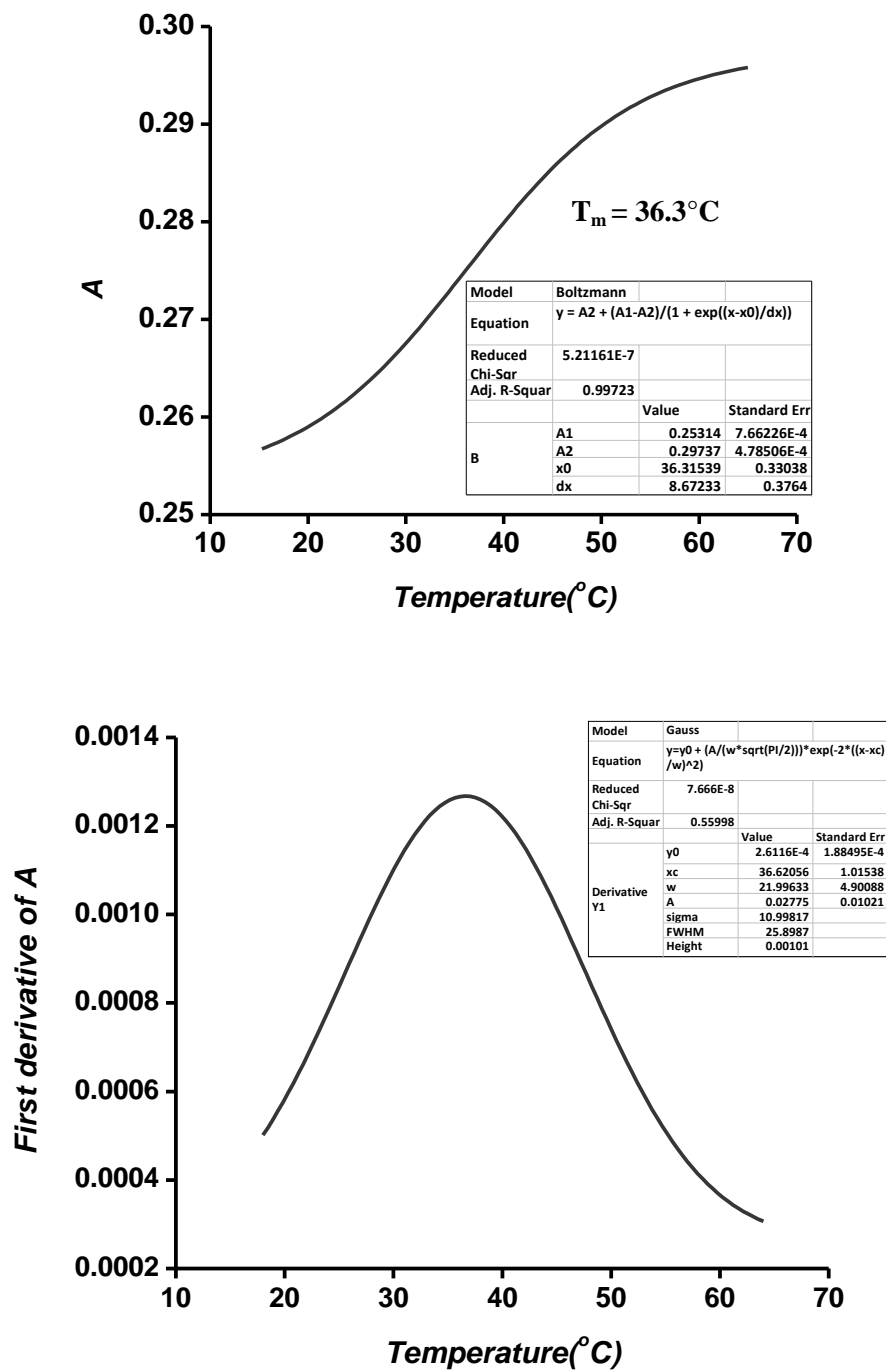 0.30
0.29
0.28
0.27
0.26
0.25
A
Tm = 36.3°C
Model Boltzmann
Equation y = A2 + (A1-A2)/(1 + exp((x-x0)/dx))
Reduced Chi-Sqr 5.21161E-7
Adj. R-Squar 0.99723
Value Standard Err
B A1 0.25314 7.66226E-4
A2 0.29737 4.78506E-4
x0 36.31539 0.33038
dx 8.67233 0.3764
10 20 30 40 50 60 70
Temperature(°C)
0.0014
0.0012
0.0010
0.0008
0.0006
0.0004
0.0002
First derivative of A
Model Gauss
Equation y=y0 + (A/(w*sqrt(PI/2)))*exp(-2*((x-xc)
/w)^2)
Reduced Chi-Sqr 7.666E-8
Adj. R-Squar 0.55998
Value Standard Err
Derivative Y1 y0 2.6116E-4 1.88495E-4
xc 36.62056 1.01538
w 21.99633 4.90088
A 0.02775 0.01021
sigma 10.99817
FWHM 25.8987
Height 0.00101
10 20 30 40 50 60 70
Temperature(°C)